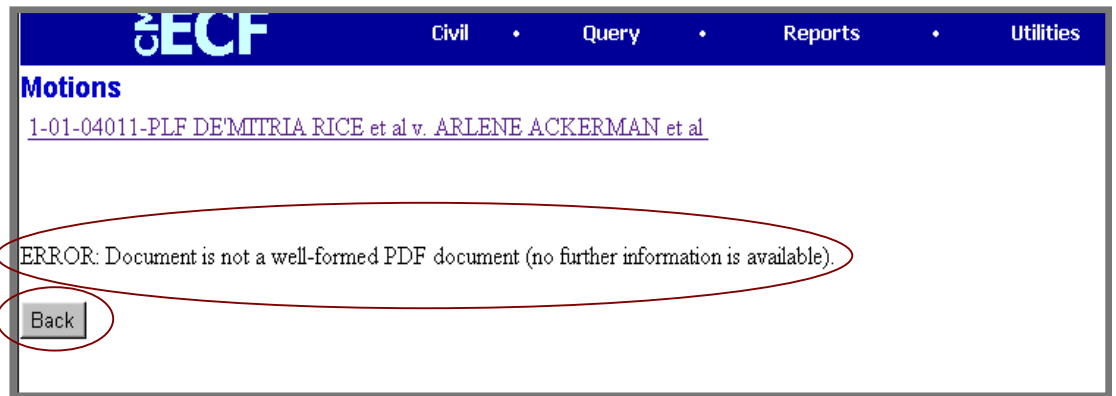 CM ECF Civil • Query • Reports • Utilities
Motions
1-01-04011-PLF DE'MITRIA RICE et al v. ARLENE ACKERMAN et al
ERROR: Document is not a well-formed PDF document (no further information is available).
Back